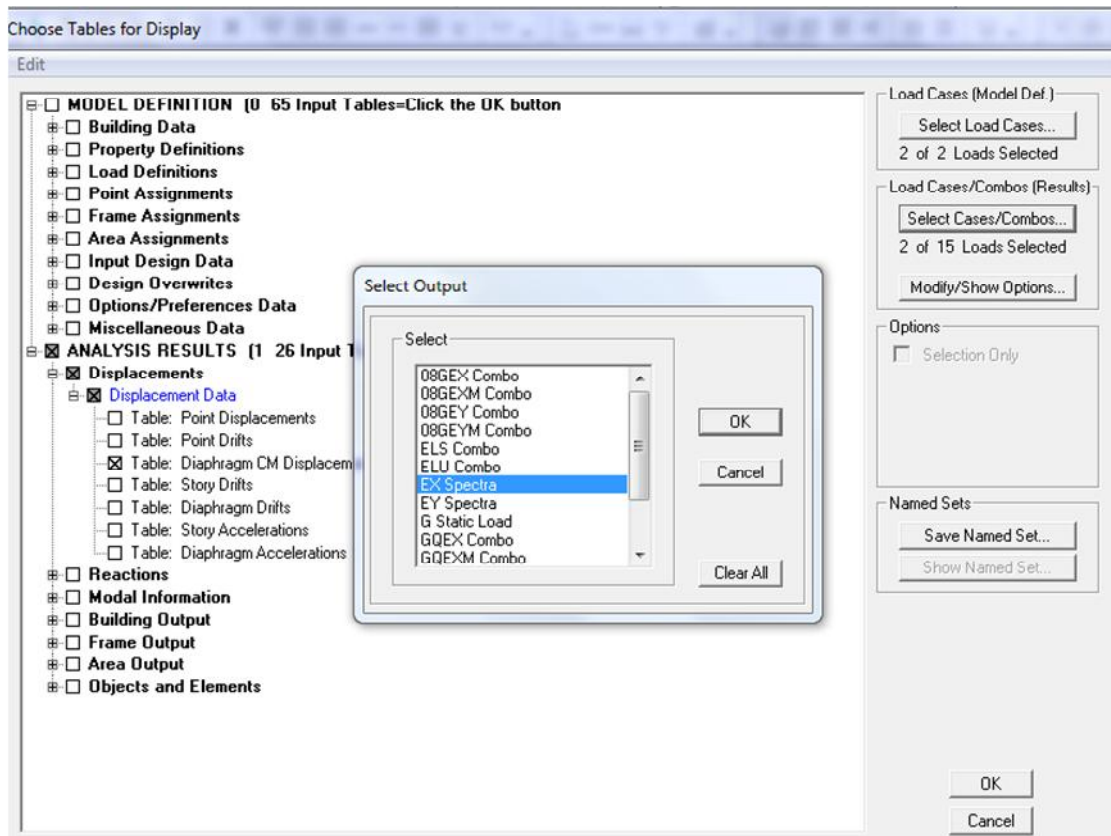 Choose Tables for Display
Edit
MODEL DEFINITION (0 65 Input Tables=Click the OK button
Building Data
Property Definitions
Load Definitions
Point Assignments
Frame Assignments
Area Assignments
Input Design Data
Design Overwrites
Options/Preferences Data
Miscellaneous Data
ANALYSIS RESULTS (1 26 Input T
Displacements
Displacement Data
Table: Point Displacements
Table: Point Drifts
Table: Diaphragm CM Displacem
Table: Story Drifts
Table: Diaphragm Drifts
Table: Story Accelerations
Table: Diaphragm Accelerations
Reactions
Modal Information
Building Output
Frame Output
Area Output
Objects and Elements
Select Output
Select
08GEX Combo
08GEXM Combo
08GEY Combo
08GEYM Combo
ELS Combo
ELU Combo
EX Spectra
EY Spectra
G Static Load
GQEX Combo
GQEXM Combo
OK
Cancel
Clear All
Load Cases (Model Def.)
Select Load Cases...
2 of 2 Loads Selected
Load Cases/Combos (Results)
Select Cases/Combos...
2 of 15 Loads Selected
Modify/Show Options...
Options
Selection Only
Named Sets
Save Named Set...
Show Named Set...
OK
Cancel